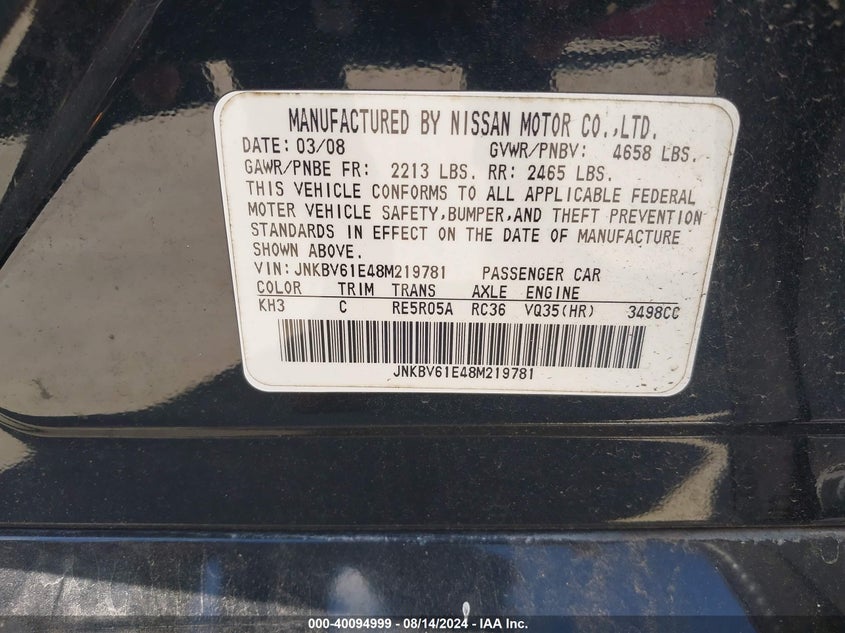 MANUFACTURED BY NISSAN MOTOR CO.,LTD.
DATE: 03/08 GVWR/PNBV: 4658 LBS.
GAWR/PNBE FR: 2213 LBS. RR: 2465 LBS.
THIS VEHICLE CONFORMS TO ALL APPLICABLE FEDERAL
MOTER VEHICLE SAFETY,BUMPER,AND THEFT PREVENTION
STANDARDS IN EFFECT ON THE DATE OF MANUFACTURE
SHOWN ABOVE.
VIN: JNKBV61E48M219781 PASSENGER CAR
COLOR TRIM TRANS AXLE ENGINE
KH3 C RE5R05A RC36 VQ35(HR) 3498CC
JNKBV61E48M219781
000-40094999 - 08/14/2024 - IAA Inc.